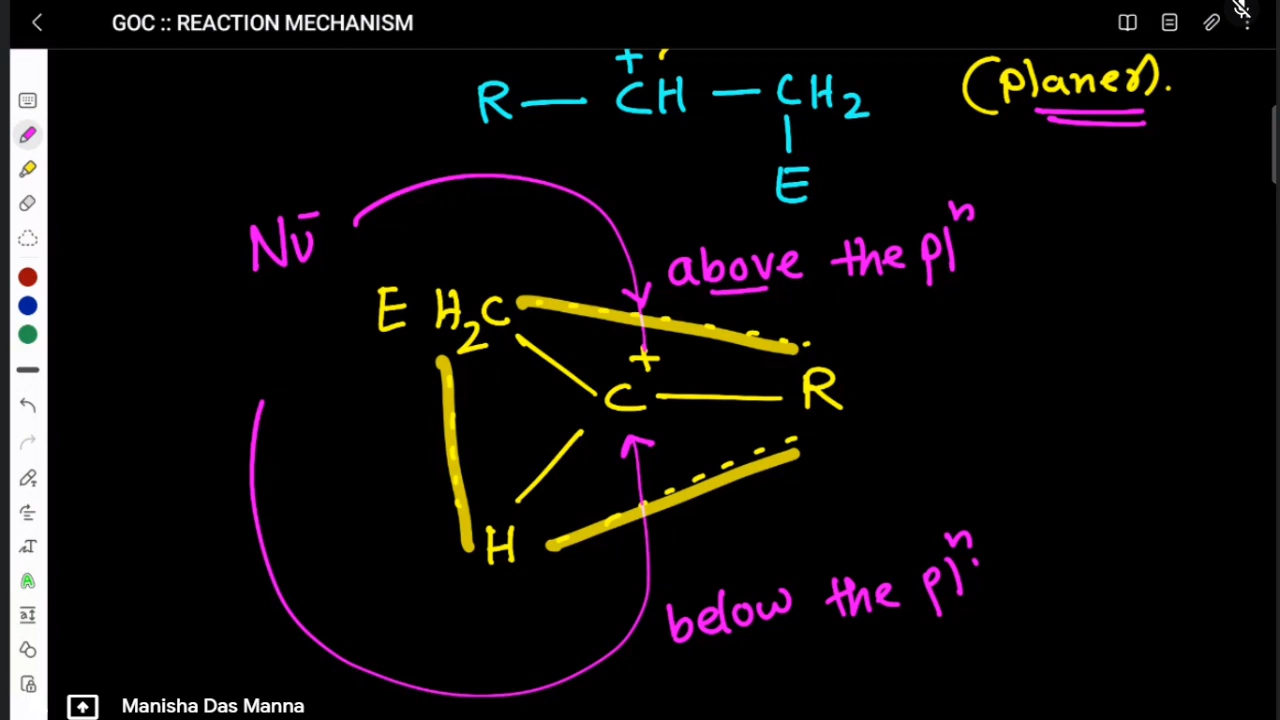 GOC :: REACTION MECHANISM
+
R — CH — CH2
(planer).
E
Nu-
above the pln
E H2C
+
C — R
H
below the pln.
Manisha Das Manna